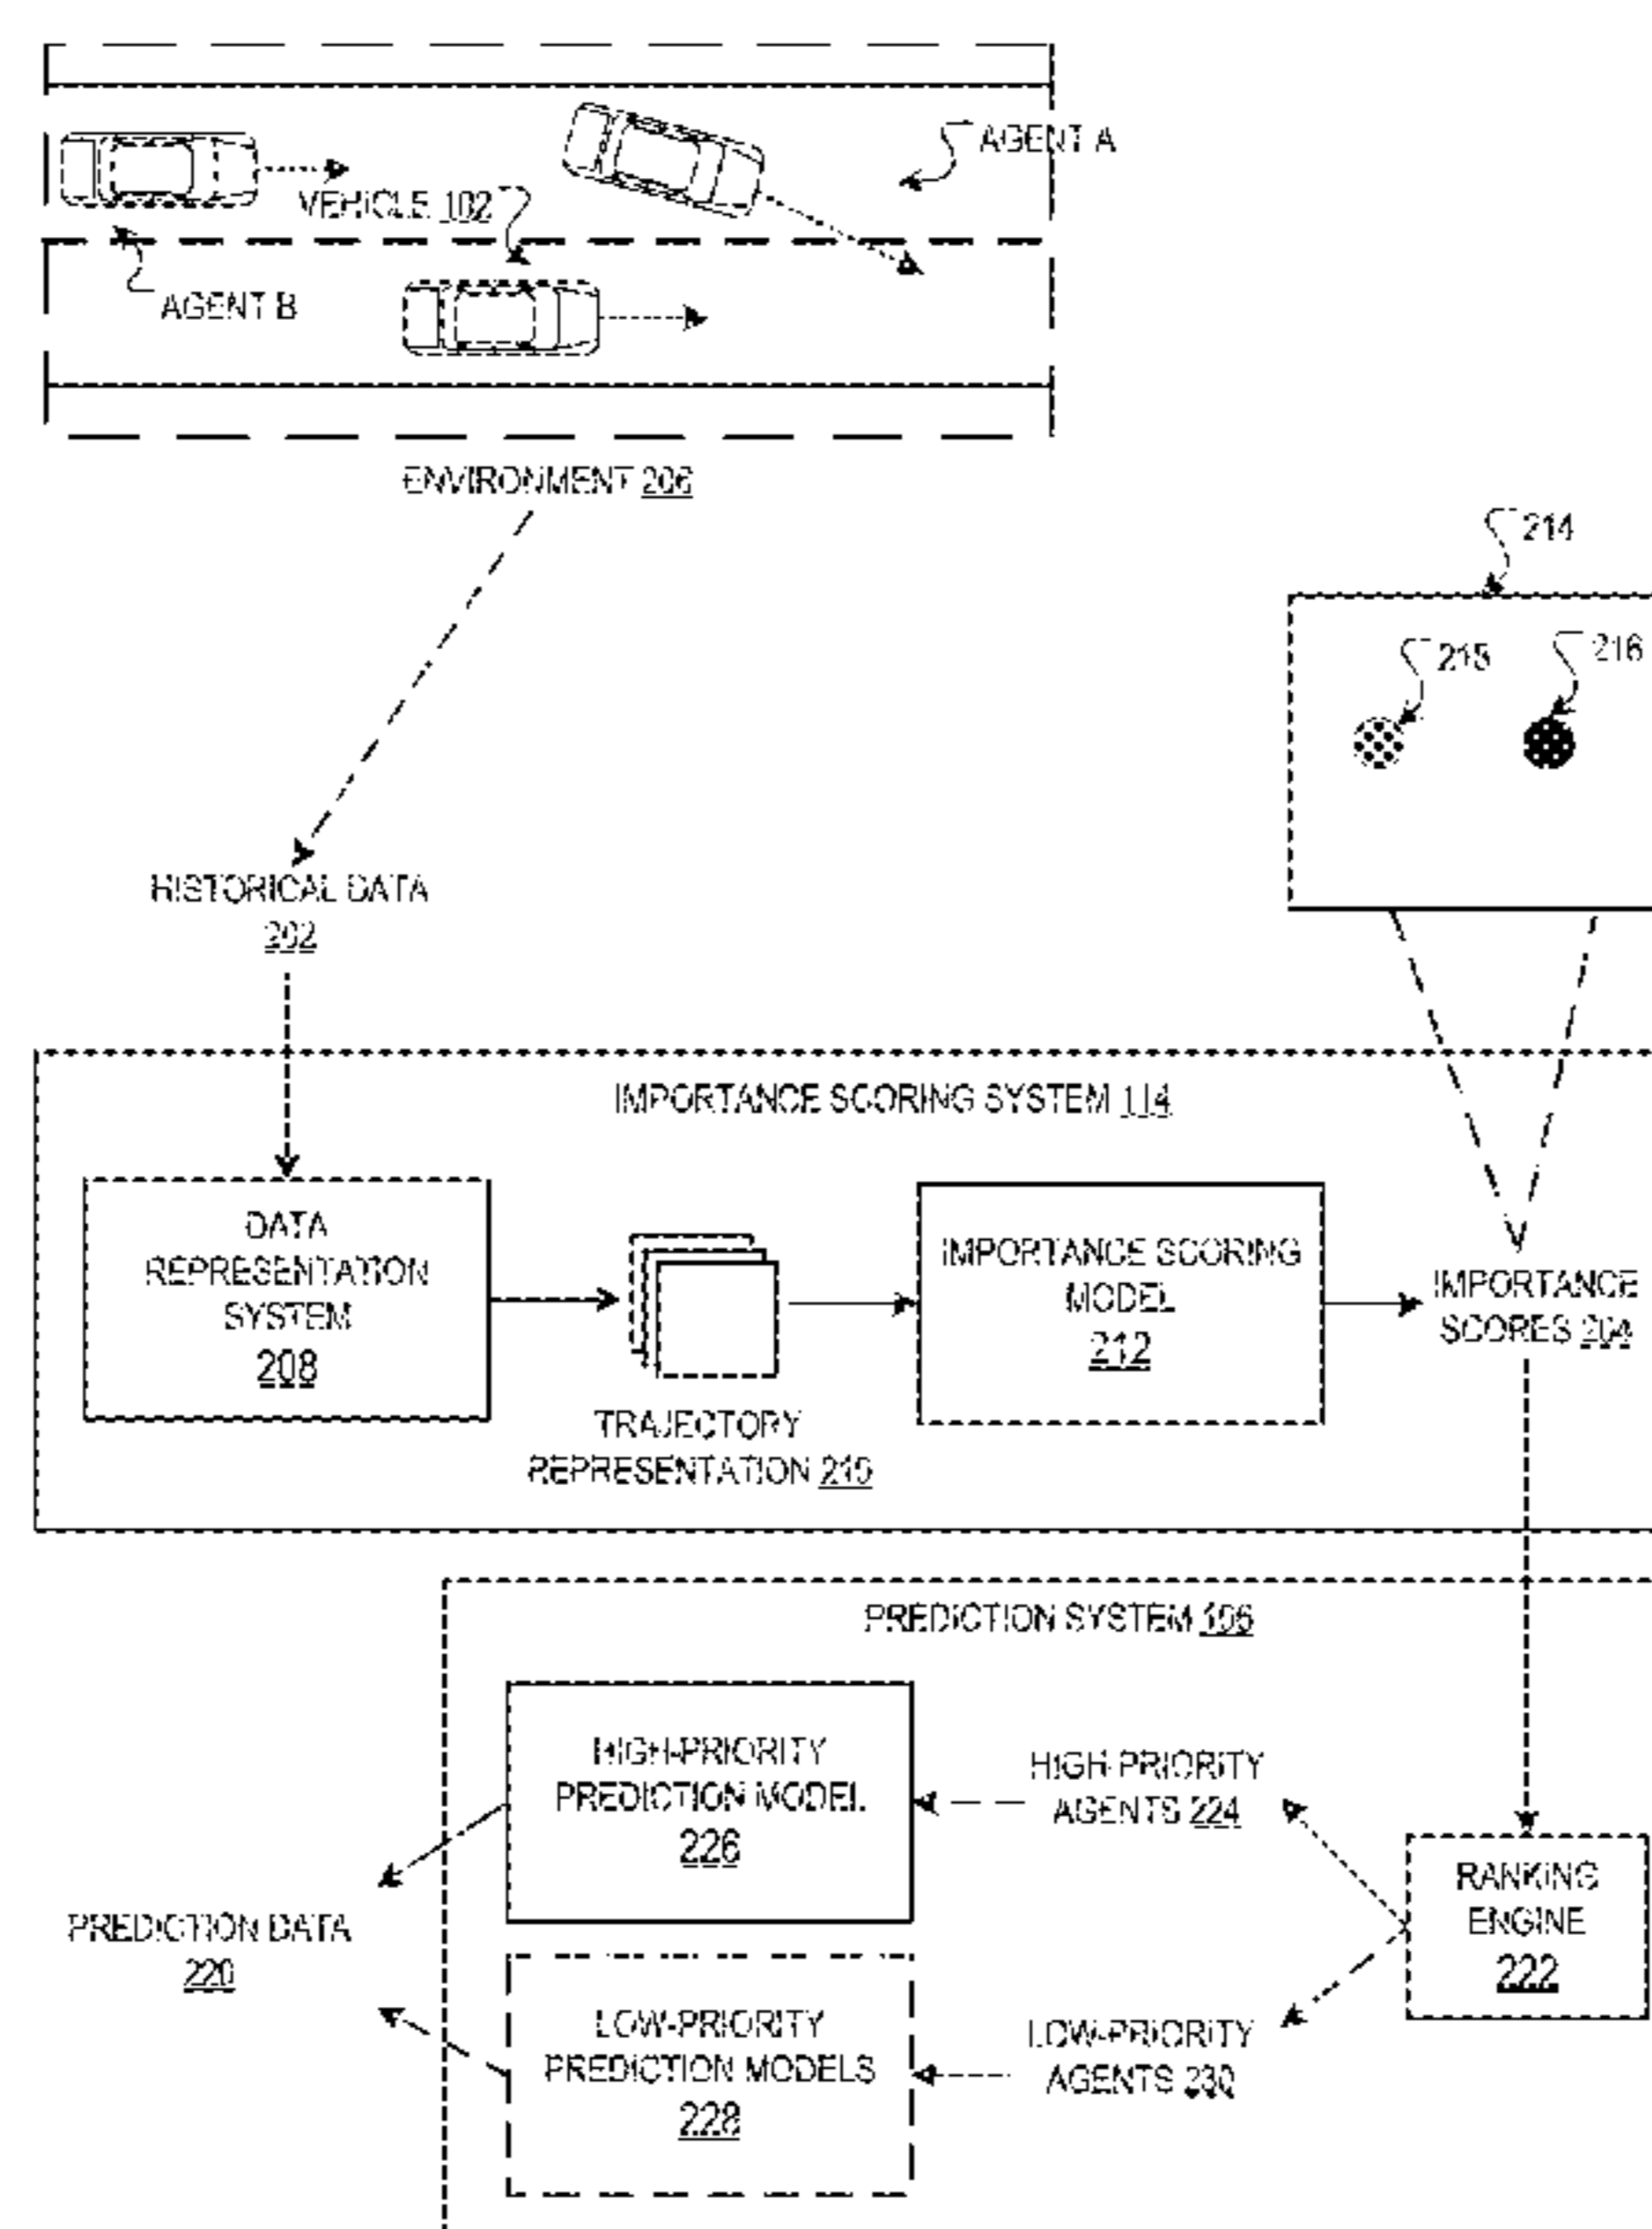 AGENT A
VEHICLE 102
AGENT B
ENVIRONMENT 206
214
218
216
HISTORICAL DATA
202
IMPORTANCE SCORING SYSTEM 114
DATA
REPRESENTATION
SYSTEM
208
TRAJECTORY
REPRESENTATION 210
IMPORTANCE SCORING
MODEL
212
IMPORTANCE
SCORES 204
PREDICTION SYSTEM
HIGH-PRIORITY
PREDICTION MODEL
226
HIGH-PRIORITY
AGENTS 224
RANKING
ENGINE
222
PREDICTION DATA
220
LOW-PRIORITY
PREDICTION MODELS
228
LOW-PRIORITY
AGENTS 230